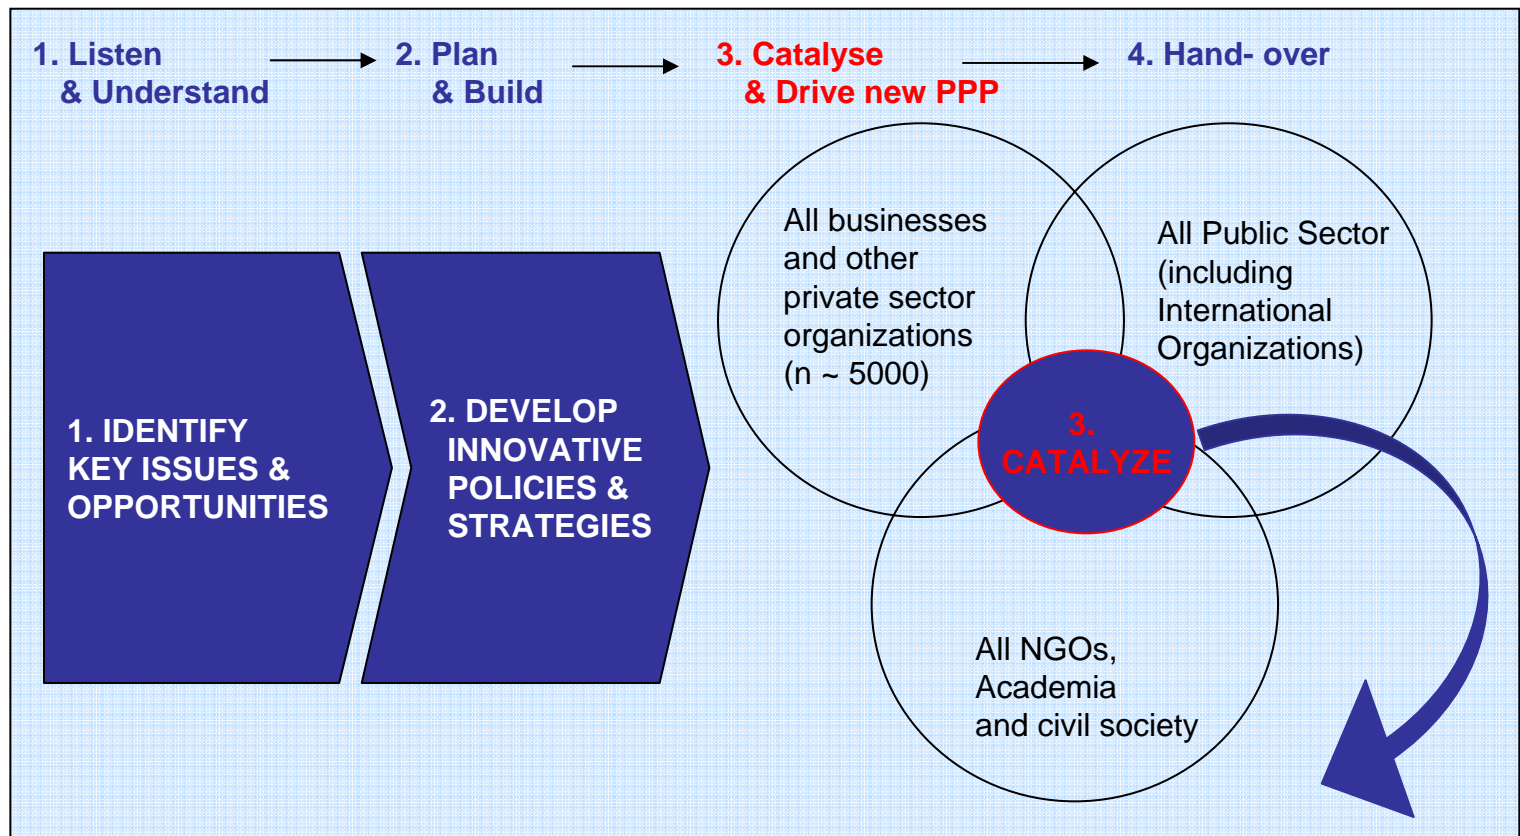 1. Listen
& Understand
2. Plan
& Build
3. Catalyse
& Drive new PPP
4. Hand- over
1. IDENTIFY
KEY ISSUES &
OPPORTUNITIES
2. DEVELOP
INNOVATIVE
POLICIES &
STRATEGIES
All businesses
and other
private sector
organizations
(n ~ 5000)
All Public Sector
(including
International
Organizations)
3.
CATALYZE
All NGOs,
Academia
and civil society